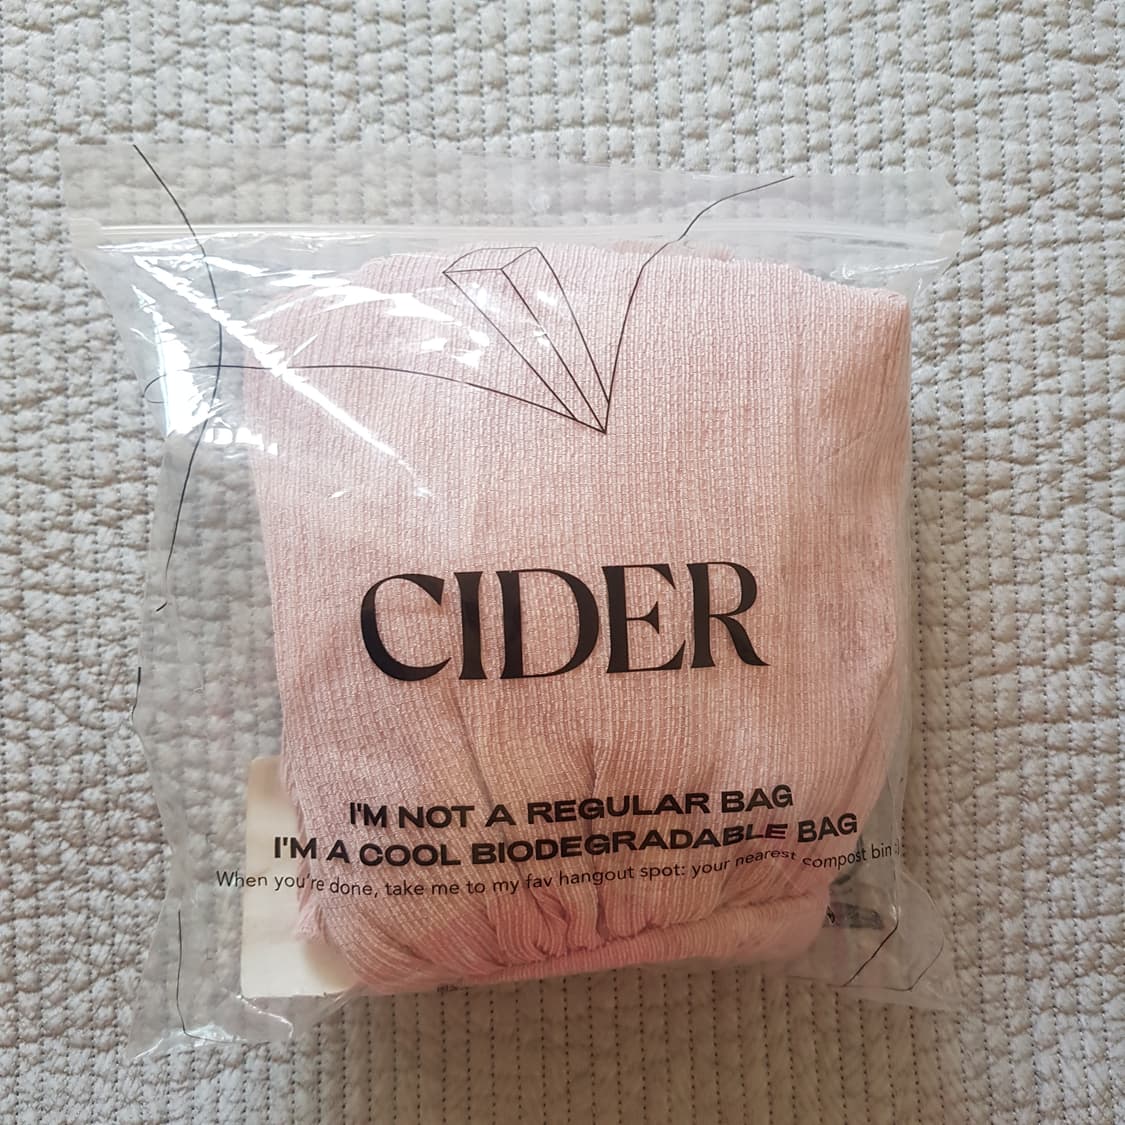 CIDER
I'M NOT A REGULAR BAG
I'M A COOL BIODEGRADABLE BAG
When you're done, take me to my fav hangout spot: your nearest compost bin :)